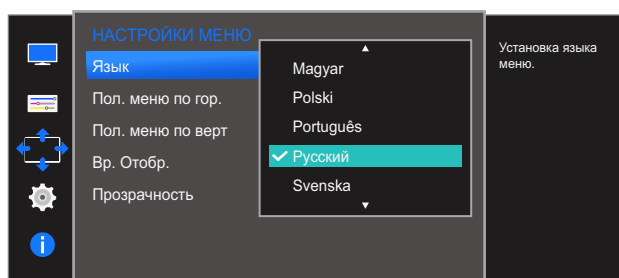 НАСТРОЙКИ МЕНЮ
Язык
Пол. меню по гор.
Пол. меню по верт
Вр. Отобр.
Прозрачность
Magyar
Polski
Português
Русский
Svenska
Установка языка
меню.